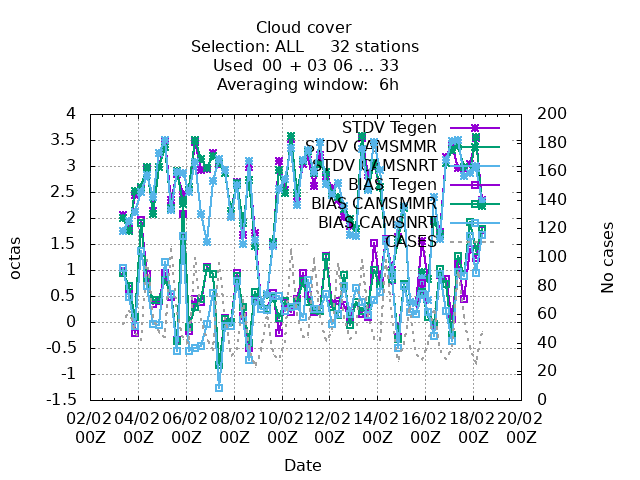 Cloud cover
Selection: ALL 32 stations
Used 00 + 03 06 ... 33
Averaging window: 6h
4 200
STDV Tegen
3.5 180
STDV CAMSMMR
3 160
STDV CAMSNRT
2.5 BIAS Tegen
140
2 BIAS CAMSMMR
120
BIAS CAMSNRT
1.5 CASES
100
1
80
0.5
0 60
-0.5 40
-1 20
-1.5 0
octas
No cases
02/02 04/02 06/02 08/02 10/02 12/02 14/02 16/02 18/02 20/02
00Z 00Z 00Z 00Z 00Z 00Z 00Z 00Z 00Z 00Z
Date